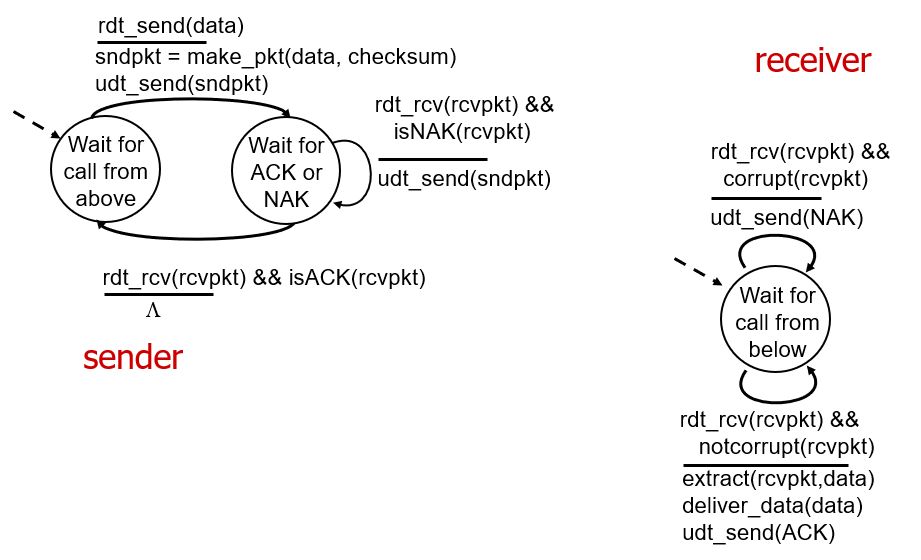 rdt_send(data)
sndpkt = make_pkt(data, checksum)
udt_send(sndpkt)
receiver
rdt_rcv(rcvpkt) &&
isNAK(rcvpkt)
udt_send(sndpkt)
Wait for
call from
above
Wait for
ACK or
NAK
rdt_rcv(rcvpkt) && isACK(rcvpkt)
Λ
sender
rdt_rcv(rcvpkt) &&
corrupt(rcvpkt)
udt_send(NAK)
Wait for
call from
below
rdt_rcv(rcvpkt) &&
notcorrupt(rcvpkt)
extract(rcvpkt,data)
deliver_data(data)
udt_send(ACK)